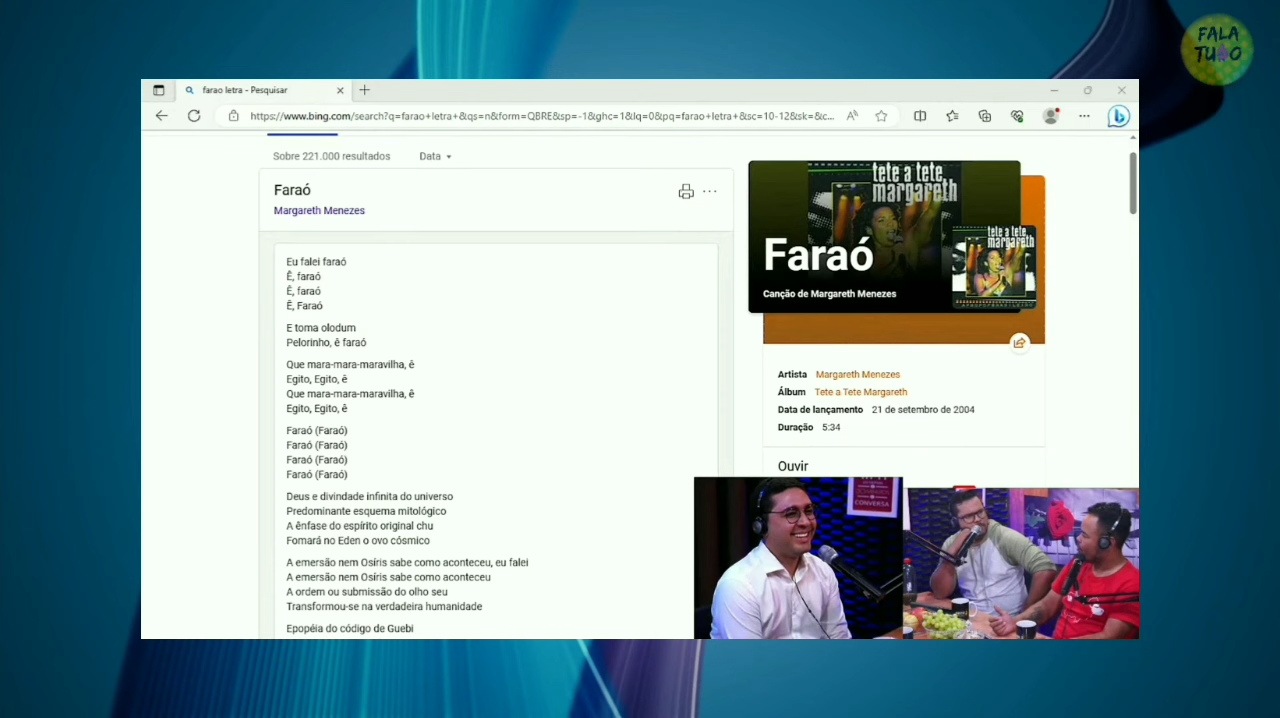 FALA
TUDO
farao letra - Pesquisar
https://www.bing.com/search?q=farao+letra+&qs=n&form=QBRE&sp=-1&ghc=1&lq=0&pq=farao+letra+&sc=10-12&sk=&c...
Sobre 221.000 resultados
Data
Faraó
Margareth Menezes
Eu falei faraó
Ê, faraó
Ê, faraó
Ê, Faraó
E toma olodum
Pelorinho, ê faraó
Que mara-mara-maravilha, ê
Egito, Egito, ê
Que mara-mara-maravilha, ê
Egito, Egito, ê
Faraó (Faraó)
Faraó (Faraó)
Faraó (Faraó)
Faraó (Faraó)
Deus e divindade infinita do universo
Predominante esquema mitológico
A ênfase do espírito original chu
Fomará no Eden o ovo cósmico
A emersão nem Osíris sabe como aconteceu, eu falei
A emersão nem Osíris sabe como aconteceu
A ordem ou submissão do olho seu
Transformou-se na verdadeira humanidade
Epopéia do código de Guebi
tete a tete
margareth
Faraó
Canção de Margareth Menezes
tete a tete
margareth
Artista Margareth Menezes
Álbum Tete a Tete Margareth
Data de lançamento 21 de setembro de 2004
Duração 5:34
Ouvir
CONVERSA